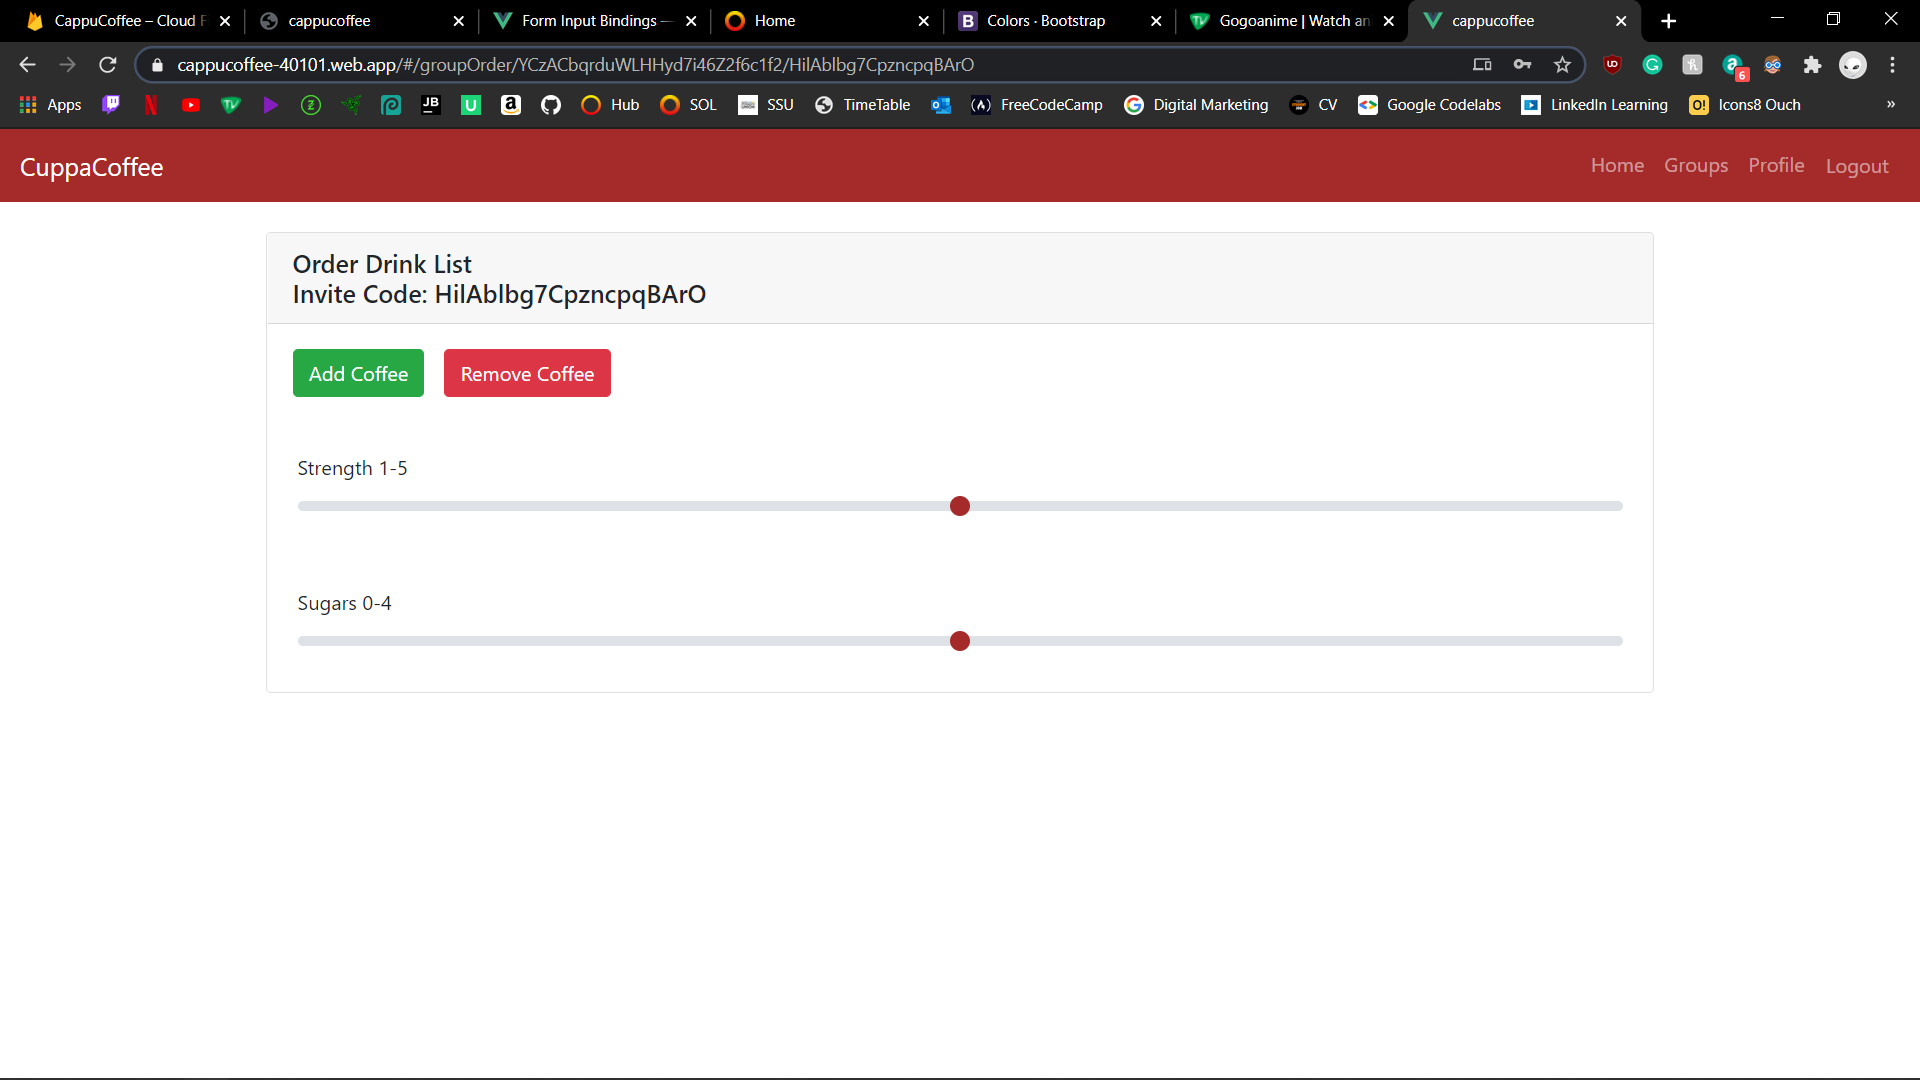 CappuCoffee – Cloud F
cappucoffee
Form Input Bindings —
Home
Colors · Bootstrap
Gogoanime | Watch an
cappucoffee
cappucoffee-40101.web.app/#/groupOrder/YCzACbqrduWLHHyd7i46Z2f6c1f2/HilAblbg7CpzncpqBArO
6
Apps
JB
U
a
Hub
SOL
SSU
TimeTable
FreeCodeCamp
Digital Marketing
CV
Google Codelabs
LinkedIn Learning
O!
Icons8 Ouch
»
CuppaCoffee
Home
Groups
Profile
Logout
Order Drink List
Invite Code: HilAblbg7CpzncpqBArO
Add Coffee
Remove Coffee
Strength 1-5
Sugars 0-4